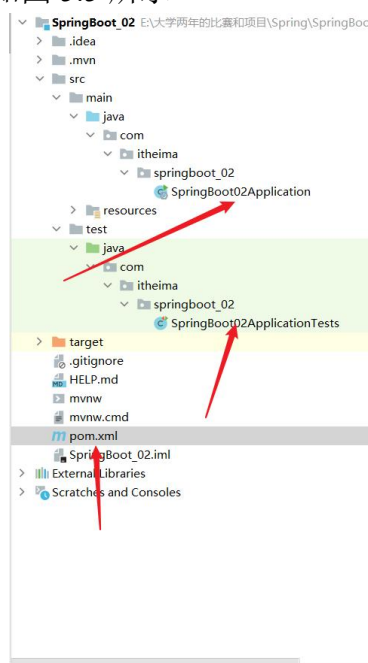 SpringBoot_02 E:\大学两年的比赛和项目\Spring\SpringBoo
.idea
.mvn
src
main
java
com
itheima
springboot_02
SpringBoot02Application
resources
test
java
com
itheima
springboot_02
SpringBoot02ApplicationTests
target
.gitignore
HELP.md
mvnw
mvnw.cmd
pom.xml
SpringBoot_02.iml
External Libraries
Scratches and Consoles